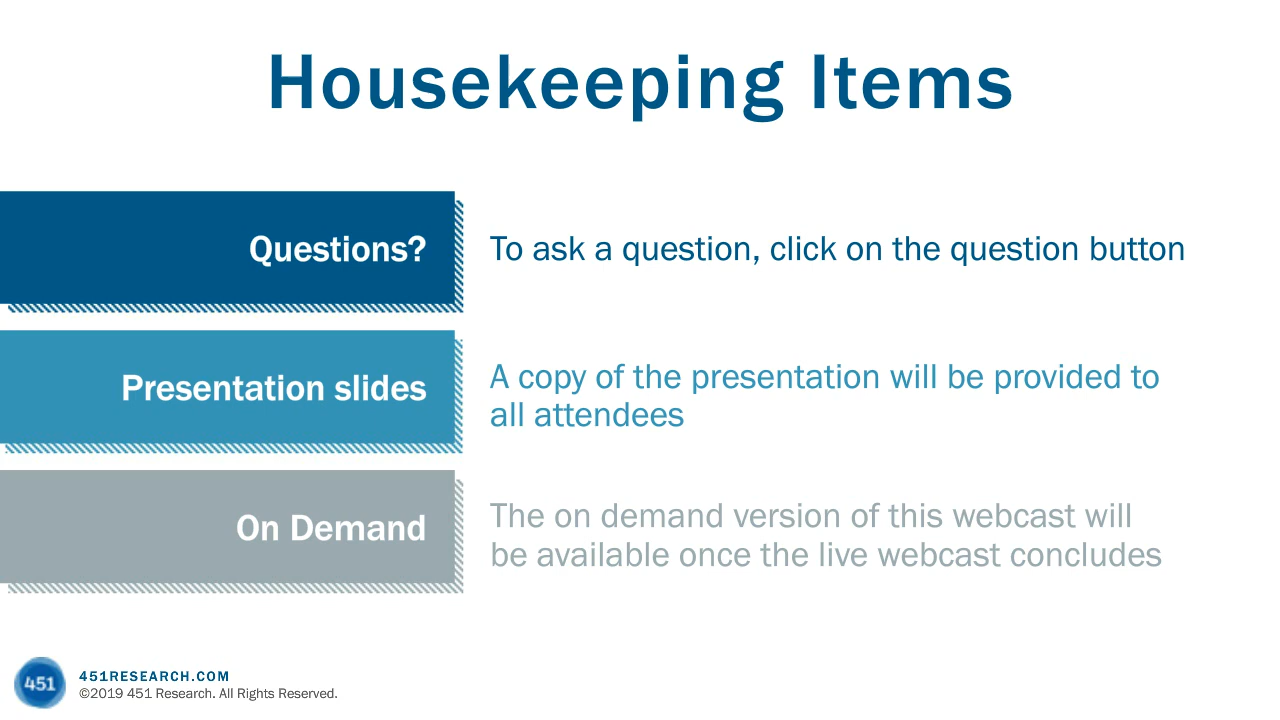 Housekeeping Items
Questions?
To ask a question, click on the question button
Presentation slides
A copy of the presentation will be provided to
all attendees
On Demand
The on demand version of this webcast will
be available once the live webcast concludes
451
451RESEARCH.COM
©2019 451 Research. All Rights Reserved.